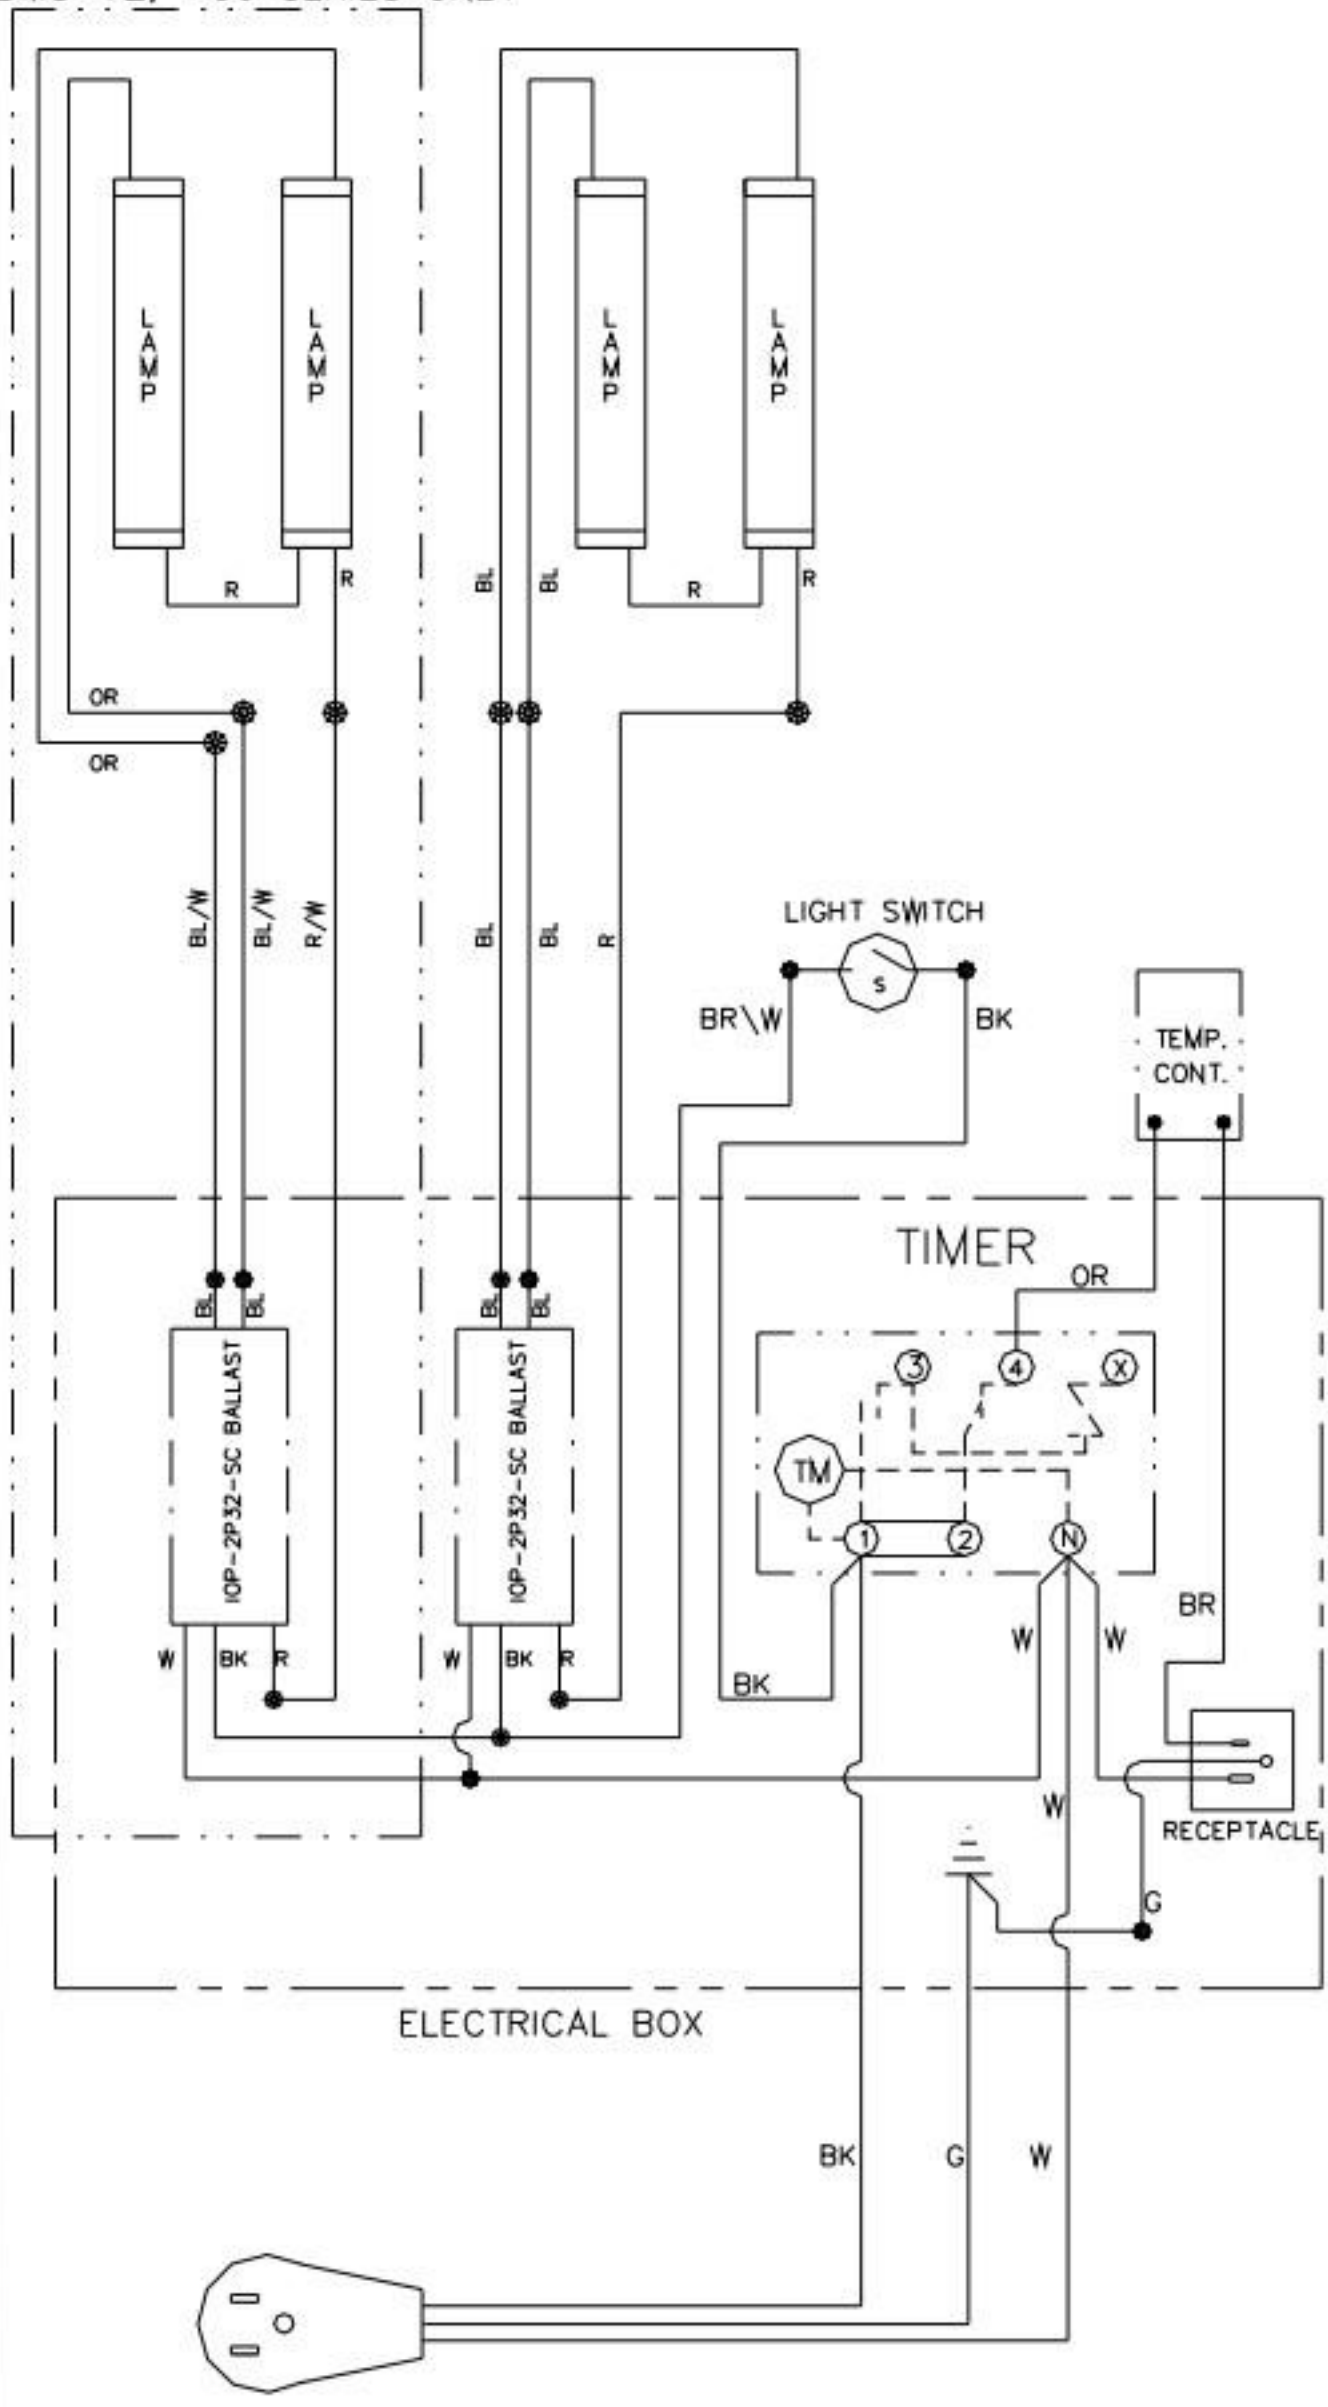 LAMP
LAMP
LAMP
LAMP
R
R
BL
BL
R
R
OR
OR
BL/W
BL/W
R/W
BL
BL
R
LIGHT SWITCH
S
BR\W
BK
TEMP.
CONT.
TIMER
OR
BL
BL
BL
BL
10P-2P32-SC BALLAST
10P-2P32-SC BALLAST
3
4
X
TM
1
2
N
W
BK
R
W
BK
R
BK
W
W
BR
W
RECEPTACLE
G
ELECTRICAL BOX
BK
G
W